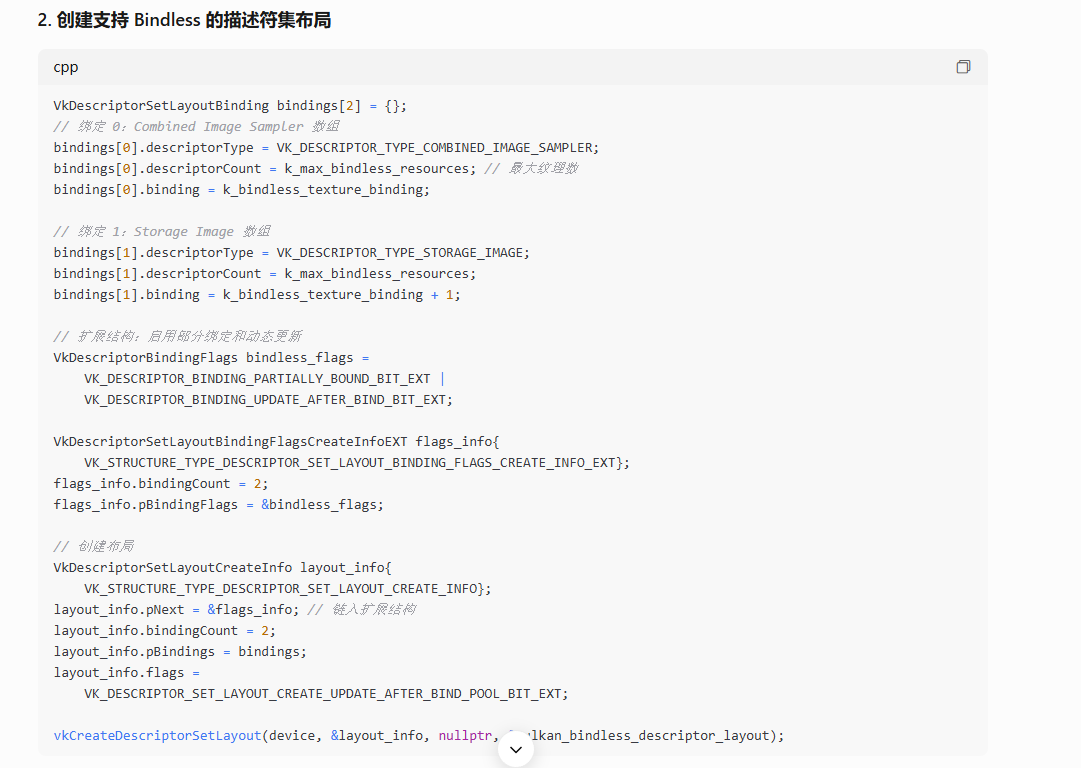 2. 创建支持 Bindless 的描述符集布局
cpp
VkDescriptorSetLayoutBinding bindings[2] = {};
// 绑定 0：Combined Image Sampler 数组
bindings[0].descriptorType = VK_DESCRIPTOR_TYPE_COMBINED_IMAGE_SAMPLER;
bindings[0].descriptorCount = k_max_bindless_resources; // 最大纹理数
bindings[0].binding = k_bindless_texture_binding;
// 绑定 1：Storage Image 数组
bindings[1].descriptorType = VK_DESCRIPTOR_TYPE_STORAGE_IMAGE;
bindings[1].descriptorCount = k_max_bindless_resources;
bindings[1].binding = k_bindless_texture_binding + 1;
// 扩展结构：启用部分绑定和动态更新
VkDescriptorBindingFlags bindless_flags =
VK_DESCRIPTOR_BINDING_PARTIALLY_BOUND_BIT_EXT |
VK_DESCRIPTOR_BINDING_UPDATE_AFTER_BIND_BIT_EXT;
VkDescriptorSetLayoutBindingFlagsCreateInfoEXT flags_info{
VK_STRUCTURE_TYPE_DESCRIPTOR_SET_LAYOUT_BINDING_FLAGS_CREATE_INFO_EXT};
flags_info.bindingCount = 2;
flags_info.pBindingFlags = &bindless_flags;
// 创建布局
VkDescriptorSetLayoutCreateInfo layout_info{
VK_STRUCTURE_TYPE_DESCRIPTOR_SET_LAYOUT_CREATE_INFO};
layout_info.pNext = &flags_info; // 链入扩展结构
layout_info.bindingCount = 2;
layout_info.pBindings = bindings;
layout_info.flags =
VK_DESCRIPTOR_SET_LAYOUT_CREATE_UPDATE_AFTER_BIND_POOL_BIT_EXT;
vkCreateDescriptorSetLayout(device, &layout_info, nullptr, ulkan_bindless_descriptor_layout);